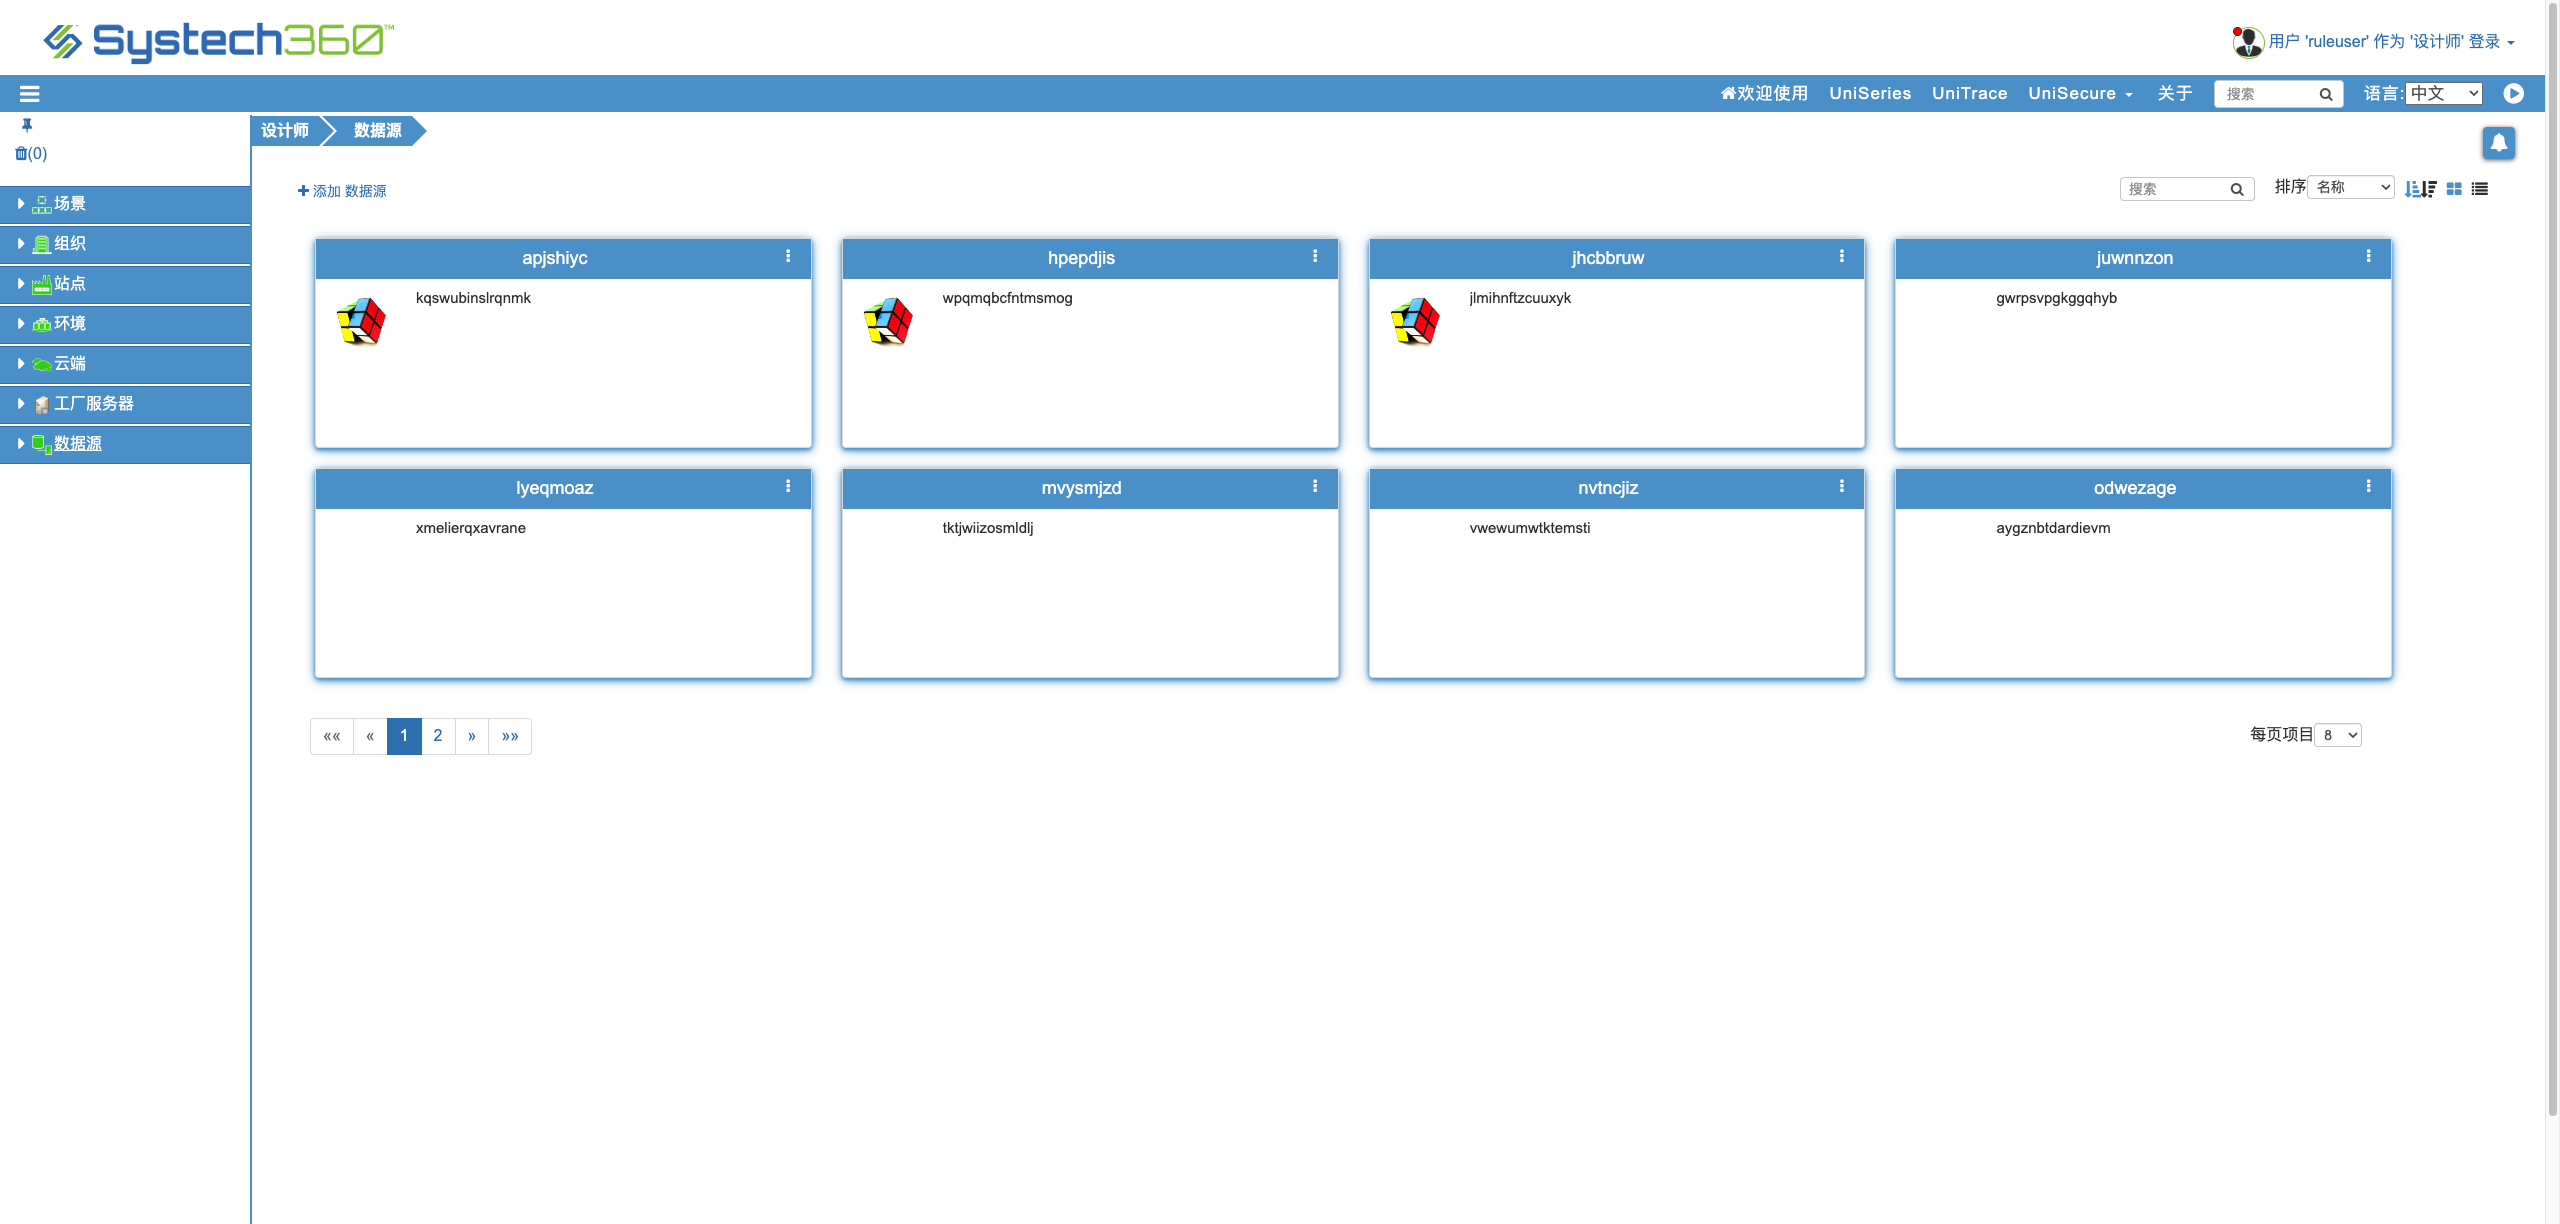 Systech360™
用户 'ruleuser' 作为 '设计师' 登录
欢迎使用 UniSeries UniTrace UniSecure 关于 搜索 语言: 中文
(0)
设计师 数据源
场景
组织
站点
环境
云端
工厂服务器
数据源
添加 数据源
搜索 排序 名称
apjshiyc hpepdjis jhcbbruw juwnnzon
kqswubinslrqnmk wpqmqbcfntmsmog jlmihnftzcuuxyk gwrpsvpgkggqhyb
lyeqmoaz mvysmjzd nvtncjiz odwezage
xmelierqxavrane tktjwiizosmldlj vwewumwtktemsti aygznbtdardievm
«« « 1 2 » »»
每页项目 8